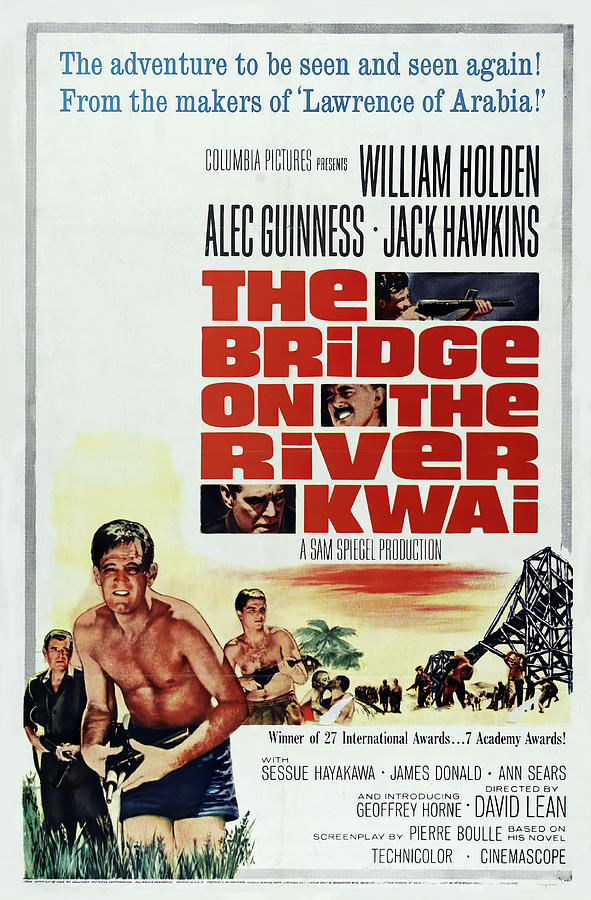 The adventure to be seen and seen again!
From the makers of 'Lawrence of Arabia!'
COLUMBIA PICTURES PRESENTS WILLIAM HOLDEN
ALEC GUINNESS · JACK HAWKINS
THE
BRIDGE
ON THE
RIVER
KWAI
A SAM SPIEGEL PRODUCTION
Winner of 27 International Awards...7 Academy Awards!
WITH
SESSUE HAYAKAWA · JAMES DONALD · ANN SEARS
AND INTRODUCING
GEOFFREY HORNE · DIRECTED BY DAVID LEAN
SCREENPLAY BY PIERRE BOULLE BASED ON HIS NOVEL
TECHNICOLOR · CINEMASCOPE